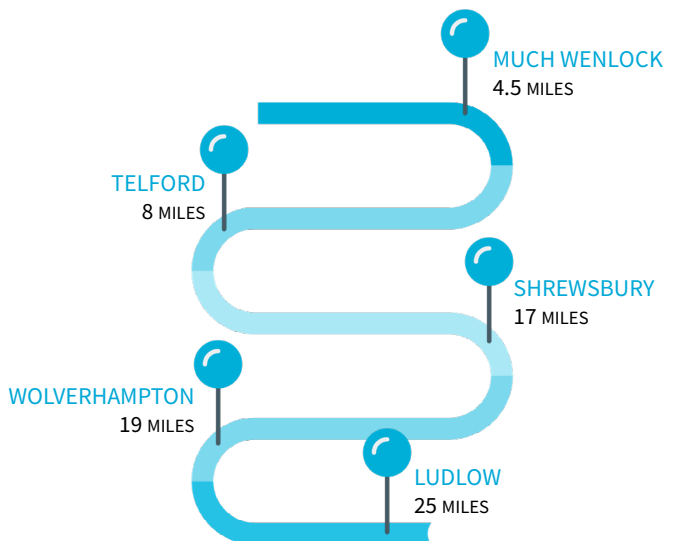 MUCH WENLOCK
4.5 MILES
TELFORD
8 MILES
SHREWSBURY
17 MILES
WOLVERHAMPTON
19 MILES
LUDLOW
25 MILES